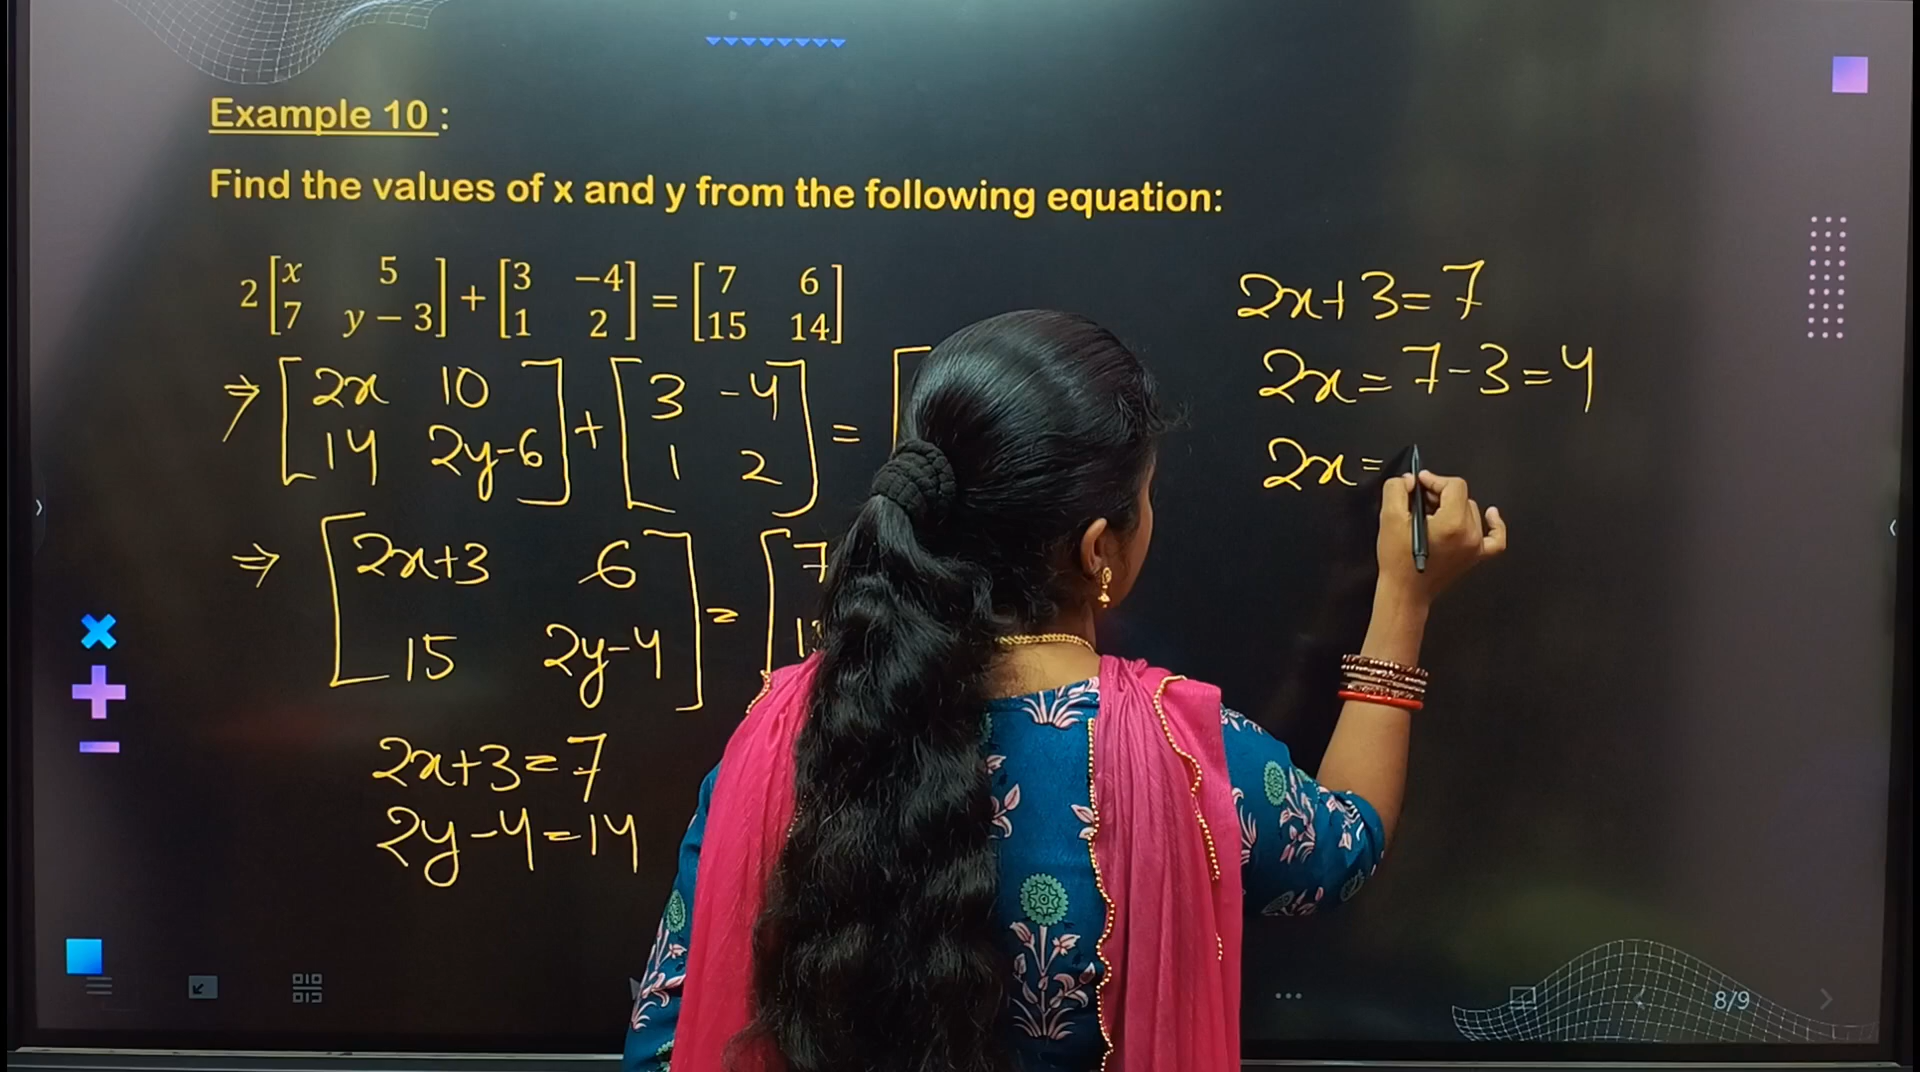 Example 10 :
Find the values of x and y from the following equation:
2 [x 5; 7 y − 3] + [3 −4; 1 2] = [7 6; 15 14]
⇒ [2x 10; 14 2y-6] + [3 -4; 1 2] =
⇒ [2x+3 6; 15 2y-4] = [7
2x+3=7
2y-4=14
2x+3=7
2x=7-3=4
2x=
8/9